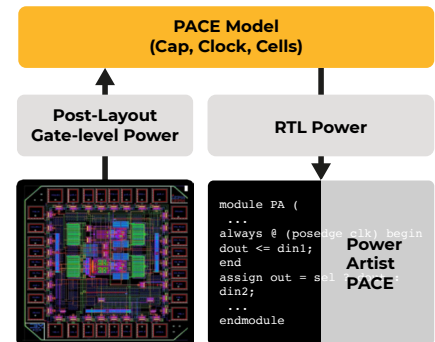 PACE Model
(Cap, Clock, Cells)
Post-Layout
Gate-level Power
RTL Power
module PA (
...
always @ (posedge clk) begin
dout <= din1;
end
assign out = sel ?
din2;
...
endmodule
Power
Artist
PACE